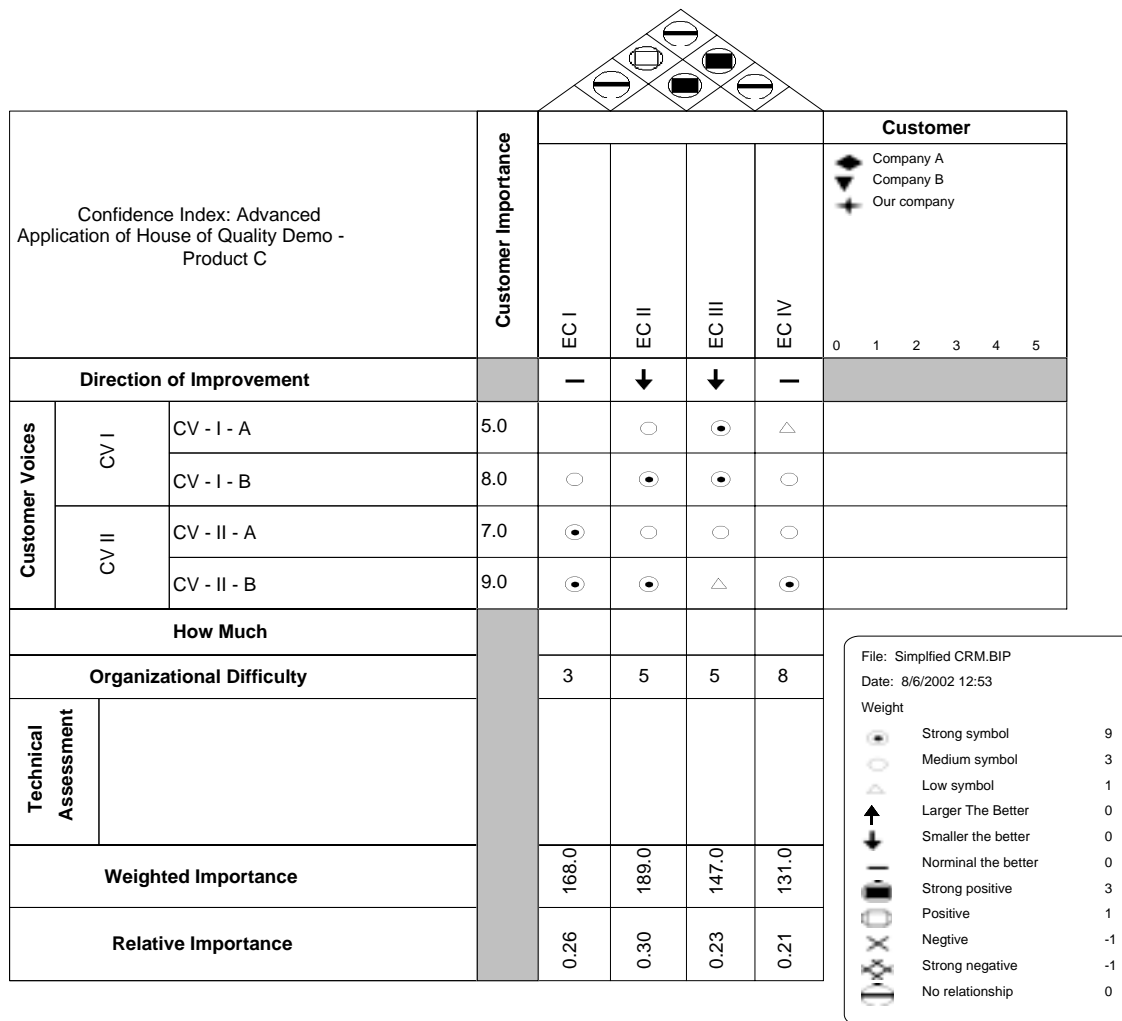 Confidence Index: Advanced
Application of House of Quality Demo -
Product C
Customer Importance
EC I
EC II
EC III
EC IV
Customer
Company A
Company B
Our company
0 1 2 3 4 5
Direction of Improvement
Customer Voices
CV I
CV - I - A 5.0
CV - I - B 8.0
CV II
CV - II - A 7.0
CV - II - B 9.0
How Much
Organizational Difficulty 3 5 5 8
Technical
Assessment
Weighted Importance 168.0 189.0 147.0 131.0
Relative Importance 0.26 0.30 0.23 0.21
File: Simplfied CRM.BIP
Date: 8/6/2002 12:53
Weight
Strong symbol 9
Medium symbol 3
Low symbol 1
Larger The Better 0
Smaller the better 0
Norminal the better 0
Strong positive 3
Positive 1
Negtive -1
Strong negative -1
No relationship 0